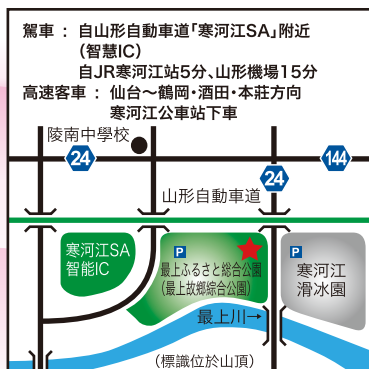 駕車 : 自山形自動車道「寒河江SA」附近
(智慧IC)
自JR寒河江站5分、山形機場15分
高速客車 : 仙台～鶴岡・酒田・本荘方向
寒河江公車站下車
陵南中學校
24
144
24
山形自動車道
寒河江SA
智能IC
P
最上ふるさと総合公園
(最上故鄉綜合公園)
P
寒河江
滑冰園
最上川→
(標識位於山頂)